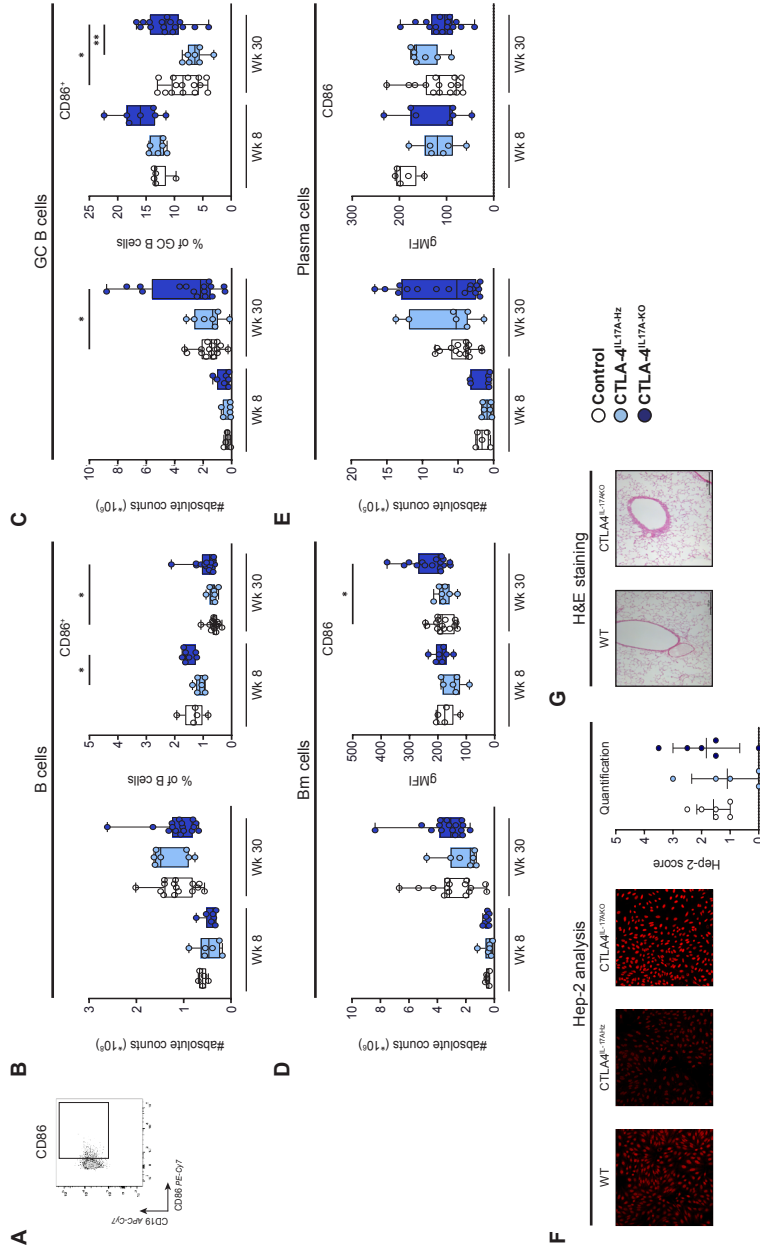 A
CD86
CD19 APC-Cy7
CD86 PE-Cy7
B
B cells
#absolute counts (*10⁸)
3
2
1
0
Wk 8
Wk 30
CD86⁺
% of B cells
5
4
3
2
1
0
*
*
Wk 8
Wk 30
C
GC B cells
#absolute counts (*10⁶)
10
8
6
4
2
0
*
Wk 8
Wk 30
CD86⁺
% of GC B cells
25
20
15
10
5
0
*
**
Wk 8
Wk 30
D
Bm cells
#absolute counts (*10⁶)
10
8
6
4
2
0
Wk 8
Wk 30
CD86
gMFI
500
400
300
200
100
0
*
Wk 8
Wk 30
E
Plasma cells
#absolute counts (*10⁶)
20
15
10
5
0
Wk 8
Wk 30
CD86
gMFI
300
200
100
0
Wk 8
Wk 30
F
Hep-2 analysis
WT
CTLA4ᴵᴸ⁻¹⁷ᴬᴴᶻ
CTLA4ᴵᴸ⁻¹⁷ᴬᴷᴼ
Quantification
Hep-2 score
5
4
3
2
1
0
G
H&E staining
WT
CTLA4ᴵᴸ⁻¹⁷ᴬᴷᴼ
Control
CTLA-4ᴵᴸ¹⁷ᴬ⁻ᴴᶻ
CTLA-4ᴵᴸ¹⁷ᴬ⁻ᴷᴼ